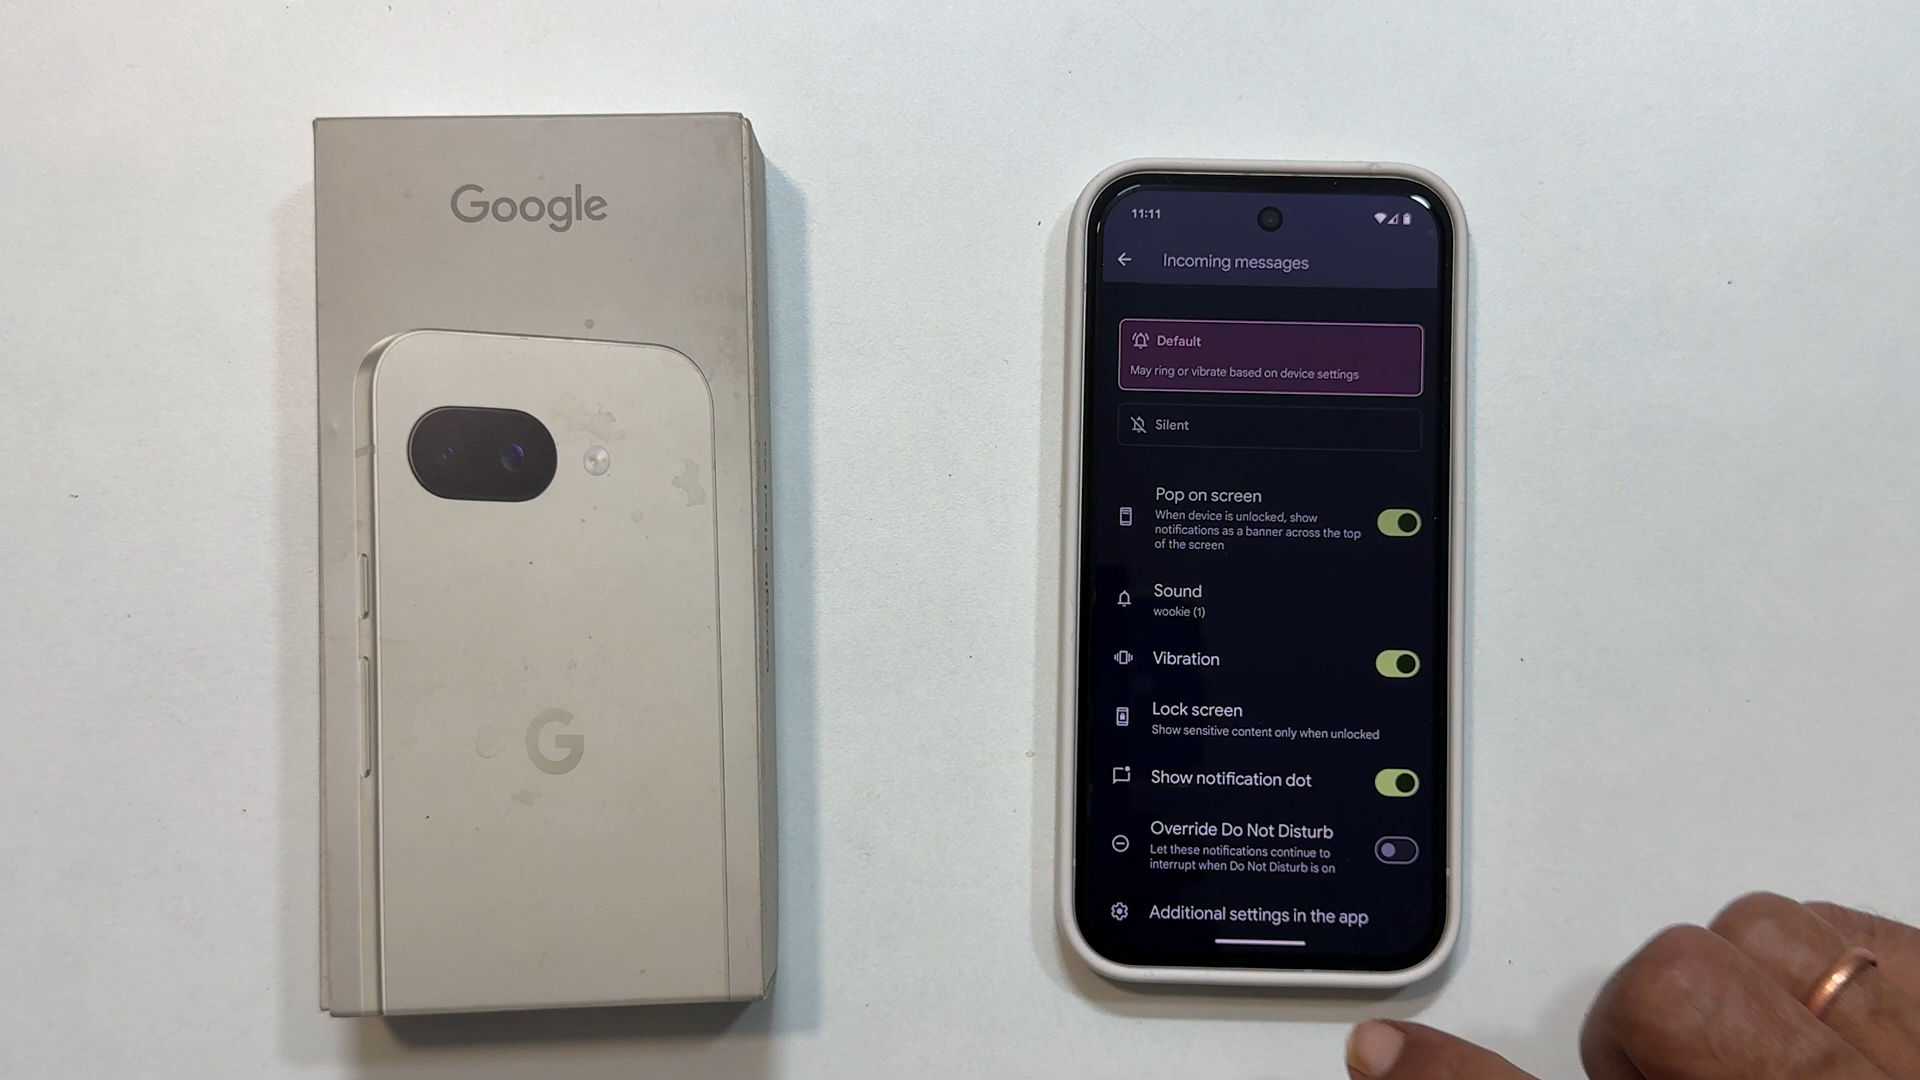 Google
G
11:11
Incoming messages
Default
May ring or vibrate based on device settings
Silent
Pop on screen
When device is unlocked, show
notifications as a banner across the top
of the screen
Sound
wookie (1)
Vibration
Lock screen
Show sensitive content only when unlocked
Show notification dot
Override Do Not Disturb
Let these notifications continue to
interrupt when Do Not Disturb is on
Additional settings in the app